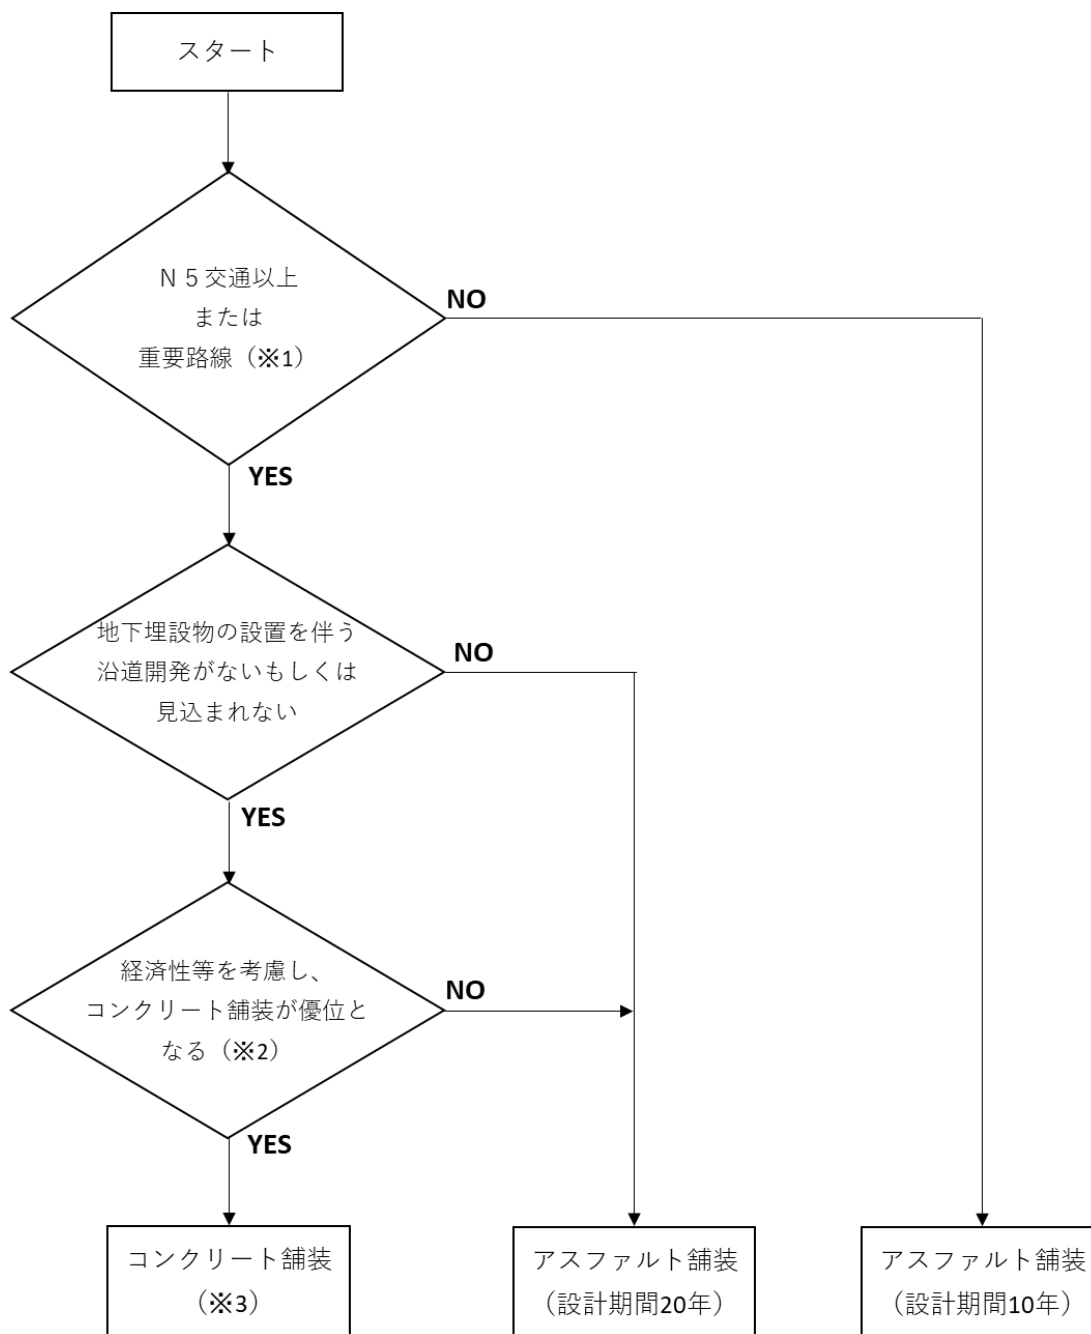 スタート
Ｎ５交通以上
または
重要路線（※1）
NO
YES
地下埋設物の設置を伴う
沿道開発がないもしくは
見込まれない
NO
YES
経済性等を考慮し、
コンクリート舗装が優位と
なる（※2）
NO
YES
コンクリート舗装
（※3）
アスファルト舗装
（設計期間20年）
アスファルト舗装
（設計期間10年）